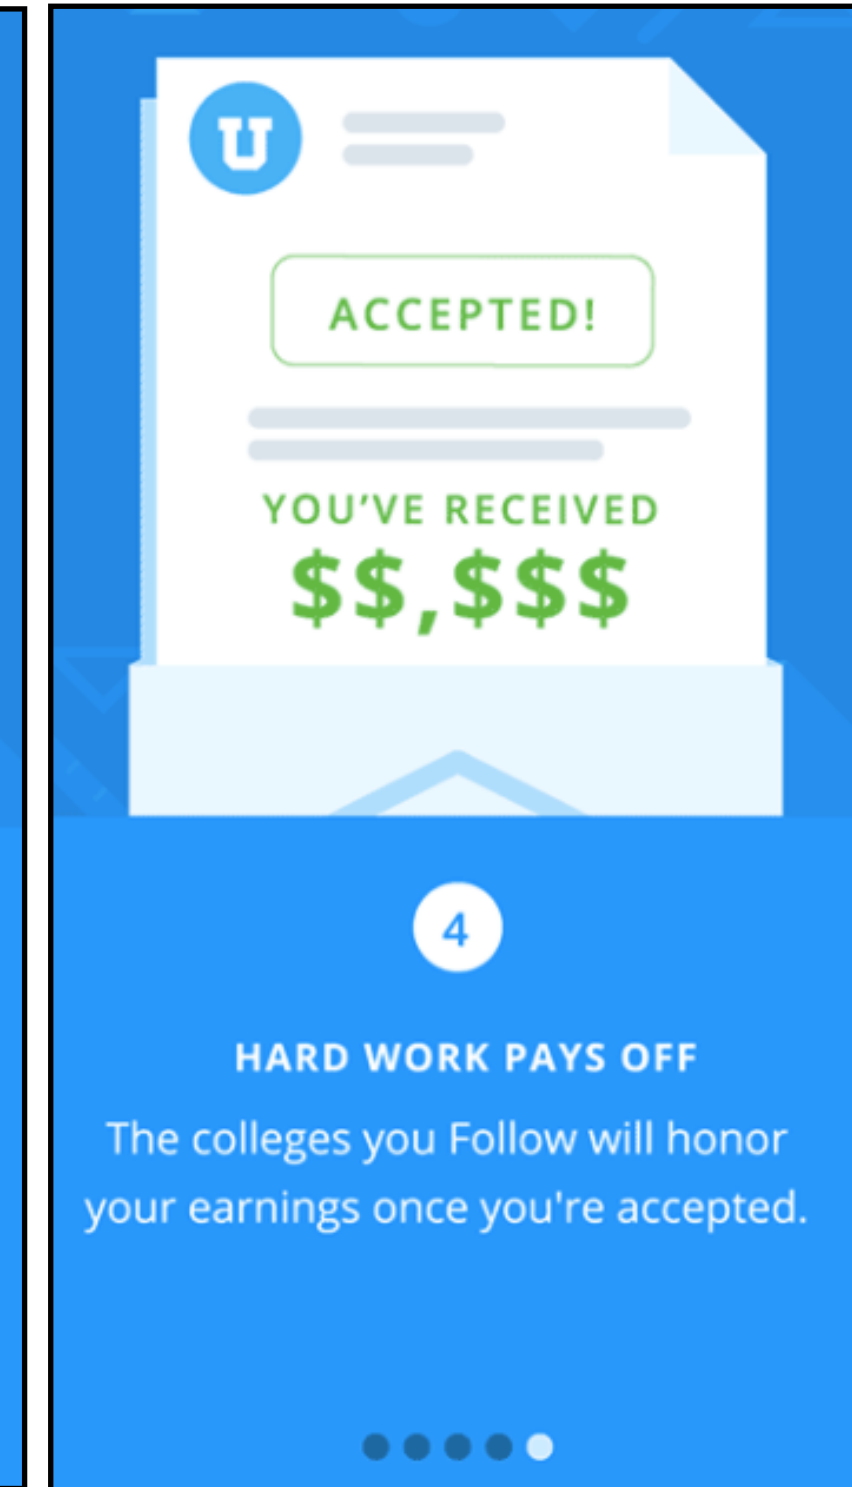 U
ACCEPTED!
YOU'VE RECEIVED
$$,$$$
4
HARD WORK PAYS OFF
The colleges you Follow will honor
your earnings once you're accepted.